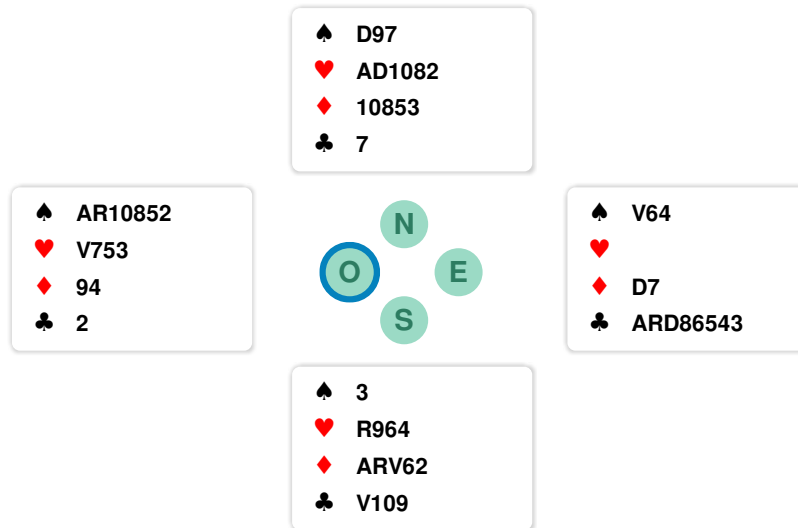 ♠ D97
♥ AD1082
♦ 10853
♣ 7
♠ AR10852
♥ V753
♦ 94
♣ 2
N
O E
S
♠ V64
♥
♦ D7
♣ ARD86543
♠ 3
♥ R964
♦ ARV62
♣ V109